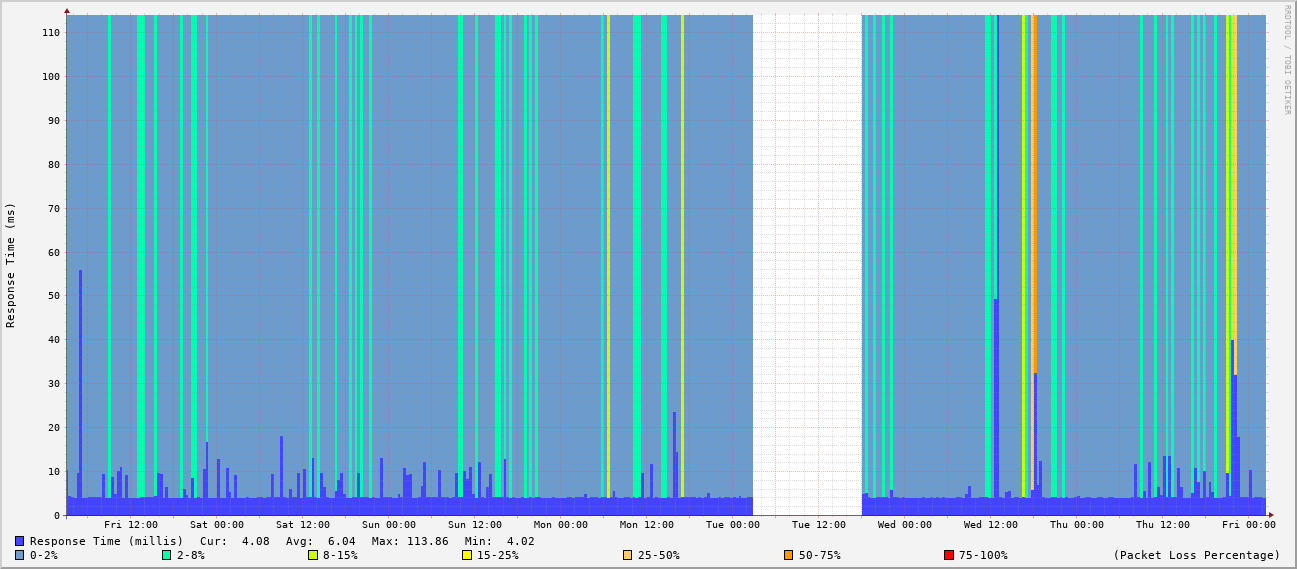 RRDTOOL / TOBI OETIKER
Response Time (ms)
110
100
90
80
70
60
50
40
30
20
10
0
Fri 12:00 Sat 00:00 Sat 12:00 Sun 00:00 Sun 12:00 Mon 00:00 Mon 12:00 Tue 00:00 Tue 12:00 Wed 00:00 Wed 12:00 Thu 00:00 Thu 12:00 Fri 00:00
Response Time (millis) Cur: 4.08 Avg: 6.04 Max: 113.86 Min: 4.02
0-2% 2-8% 8-15% 15-25% 25-50% 50-75% 75-100% (Packet Loss Percentage)